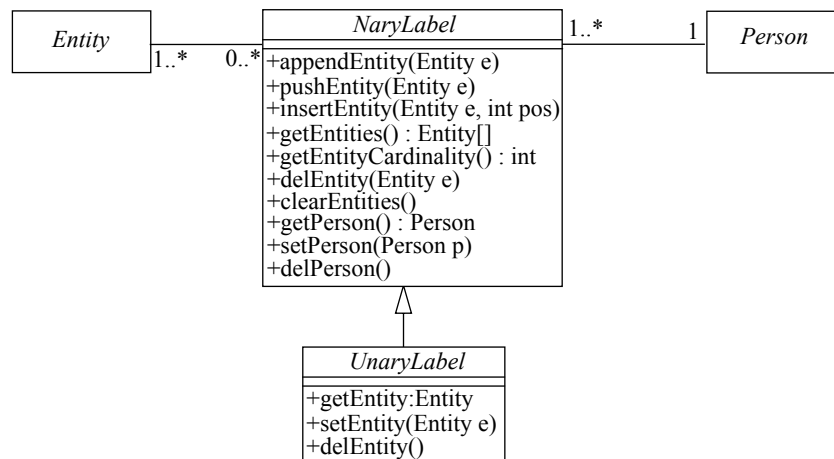 Entity
1..*
0..*
NaryLabel
+appendEntity(Entity e)
+pushEntity(Entity e)
+insertEntity(Entity e, int pos)
+getEntities() : Entity[]
+getEntityCardinality() : int
+delEntity(Entity e)
+clearEntities()
+getPerson() : Person
+setPerson(Person p)
+delPerson()
1..*
1
Person
UnaryLabel
+getEntity:Entity
+setEntity(Entity e)
+delEntity()